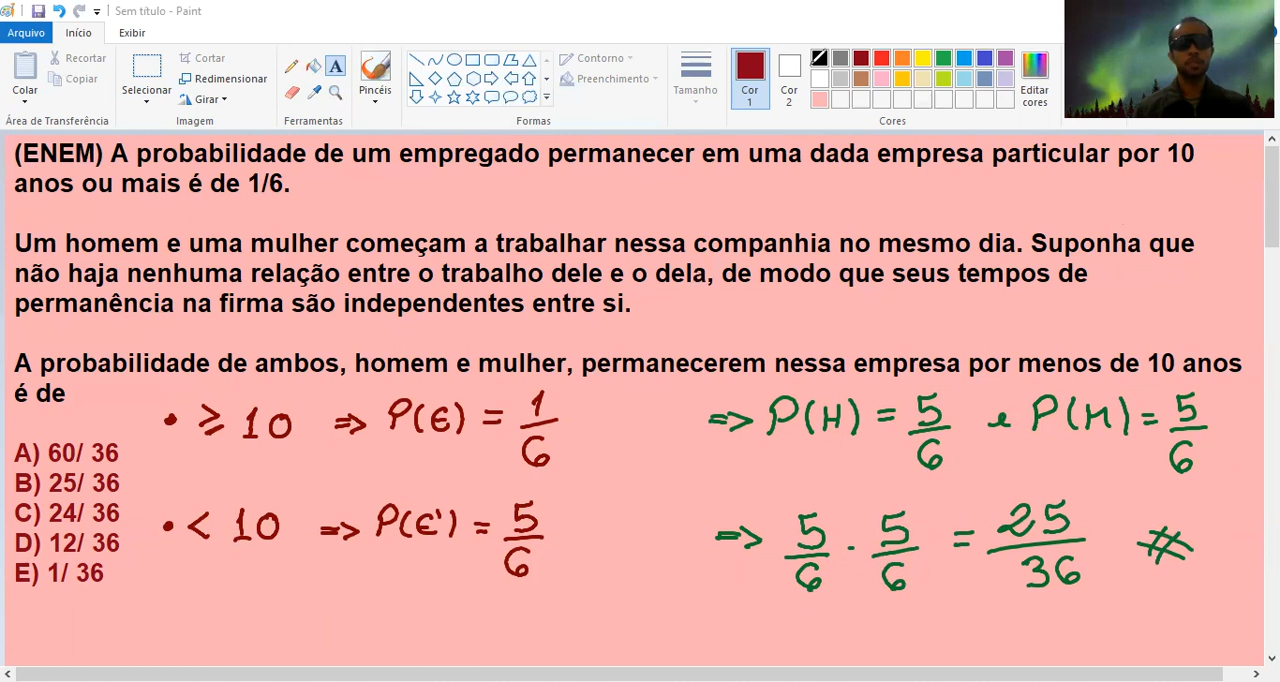 Sem título - Paint
Arquivo Início Exibir
Colar
Recortar
Copiar
Área de Transferência
Selecionar
Cortar
Redimensionar
Girar
Imagem
A
Pincéis
Ferramentas
Contorno
Preenchimento
Formas
Tamanho
Cor 1
Cor 2
Editar cores
Cores
(ENEM) A probabilidade de um empregado permanecer em uma dada empresa particular por 10
anos ou mais é de 1/6.
Um homem e uma mulher começam a trabalhar nessa companhia no mesmo dia. Suponha que
não haja nenhuma relação entre o trabalho dele e o dela, de modo que seus tempos de
permanência na firma são independentes entre si.
A probabilidade de ambos, homem e mulher, permanecerem nessa empresa por menos de 10 anos
é de
A) 60/ 36
B) 25/ 36
C) 24/ 36
D) 12/ 36
E) 1/ 36
• ≥ 10 => P(E) = 1/6
• < 10 => P(E') = 5/6
=> P(H) = 5/6 e P(M) = 5/6
=> 5/6 . 5/6 = 25/36 #